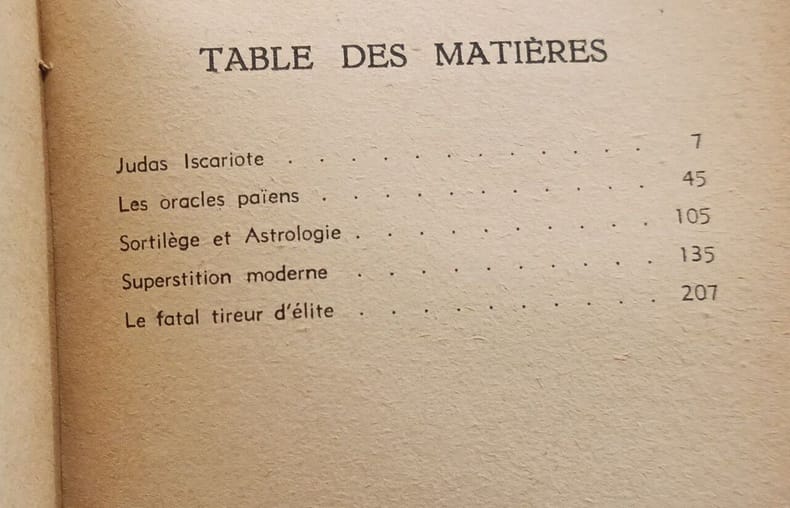 TABLE DES MATIÈRES
Judas Iscariote . . . . . . . . . . . . 7
Les oracles païens . . . . . . . . . . . 45
Sortilège et Astrologie . . . . . . . . . . 105
Superstition moderne . . . . . . . . . . 135
Le fatal tireur d'élite . . . . . . . . . . 207